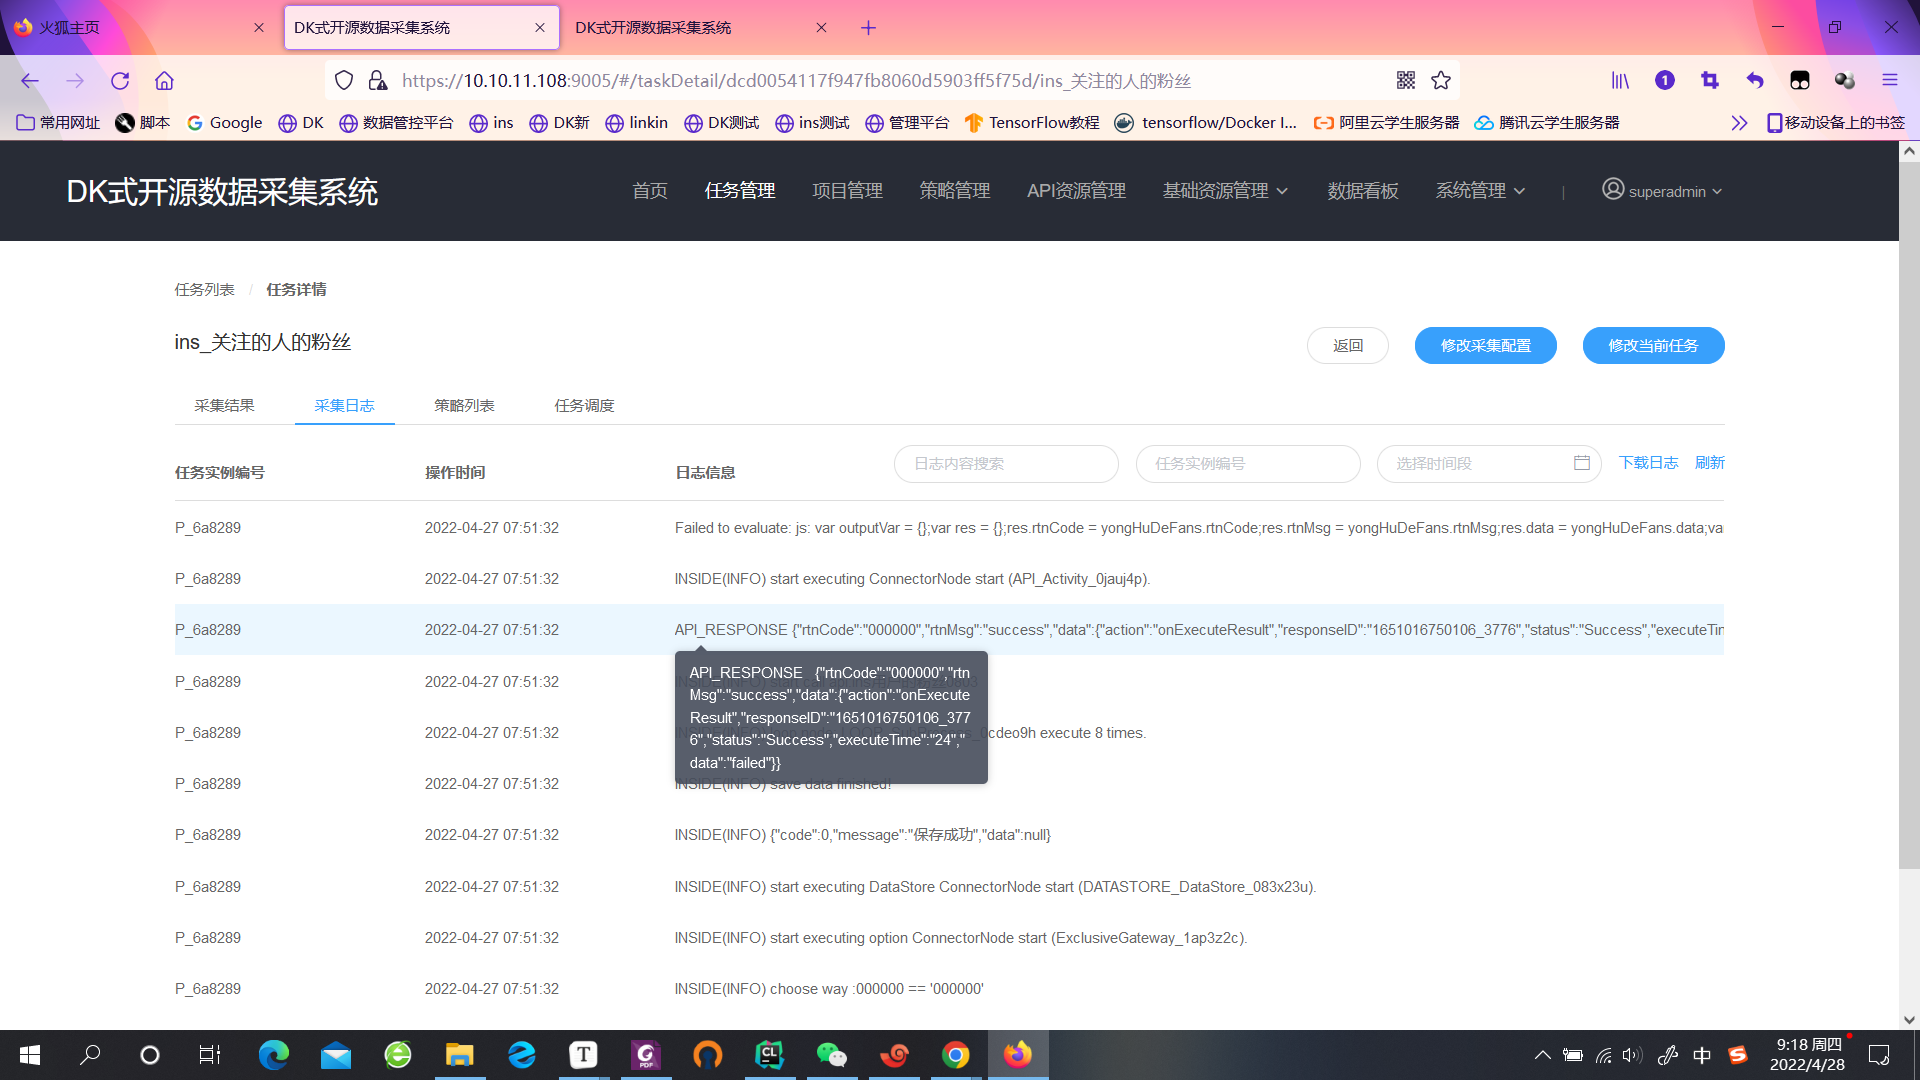 火狐主页
DK式开源数据采集系统
DK式开源数据采集系统
https://10.10.11.108:9005/#/taskDetail/dcd0054117f947fb8060d5903ff5f75d/ins_关注的人的粉丝
1
常用网址 脚本 Google DK 数据管控平台 ins DK新 linkin DK测试 ins测试 管理平台 TensorFlow教程 tensorflow/Docker I... 阿里云学生服务器 腾讯云学生服务器 移动设备上的书签
DK式开源数据采集系统 首页 任务管理 项目管理 策略管理 API资源管理 基础资源管理 数据看板 系统管理 | superadmin
任务列表 / 任务详情
ins_关注的人的粉丝 返回 修改采集配置 修改当前任务
采集结果 采集日志 策略列表 任务调度
任务实例编号 操作时间 日志信息 日志内容搜索 任务实例编号 选择时间段 下载日志 刷新
P_6a8289 2022-04-27 07:51:32 Failed to evaluate: js: var outputVar = {};var res = {};res.rtnCode = yongHuDeFans.rtnCode;res.rtnMsg = yongHuDeFans.rtnMsg;res.data = yongHuDeFans.data;va
P_6a8289 2022-04-27 07:51:32 INSIDE(INFO) start executing ConnectorNode start (API_Activity_0jauj4p).
P_6a8289 2022-04-27 07:51:32 API_RESPONSE {"rtnCode":"000000","rtnMsg":"success","data":{"action":"onExecuteResult","responseID":"1651016750106_3776","status":"Success","executeTin
API_RESPONSE {"rtnCode":"000000","rtn
Msg":"success","data":{"action":"onExecute
Result","responseID":"1651016750106_377
6","status":"Success","executeTime":"24","
data":"failed"}}
P_6a8289 2022-04-27 07:51:32
P_6a8289 2022-04-27 07:51:32 cdeo9h execute 8 times.
P_6a8289 2022-04-27 07:51:32 INSIDE(INFO) save data finished!
P_6a8289 2022-04-27 07:51:32 INSIDE(INFO) {"code":0,"message":"保存成功","data":null}
P_6a8289 2022-04-27 07:51:32 INSIDE(INFO) start executing DataStore ConnectorNode start (DATASTORE_DataStore_083x23u).
P_6a8289 2022-04-27 07:51:32 INSIDE(INFO) start executing option ConnectorNode start (ExclusiveGateway_1ap3z2c).
P_6a8289 2022-04-27 07:51:32 INSIDE(INFO) choose way :000000 == '000000'
T PDF CL 中 9:18 周四
2022/4/28